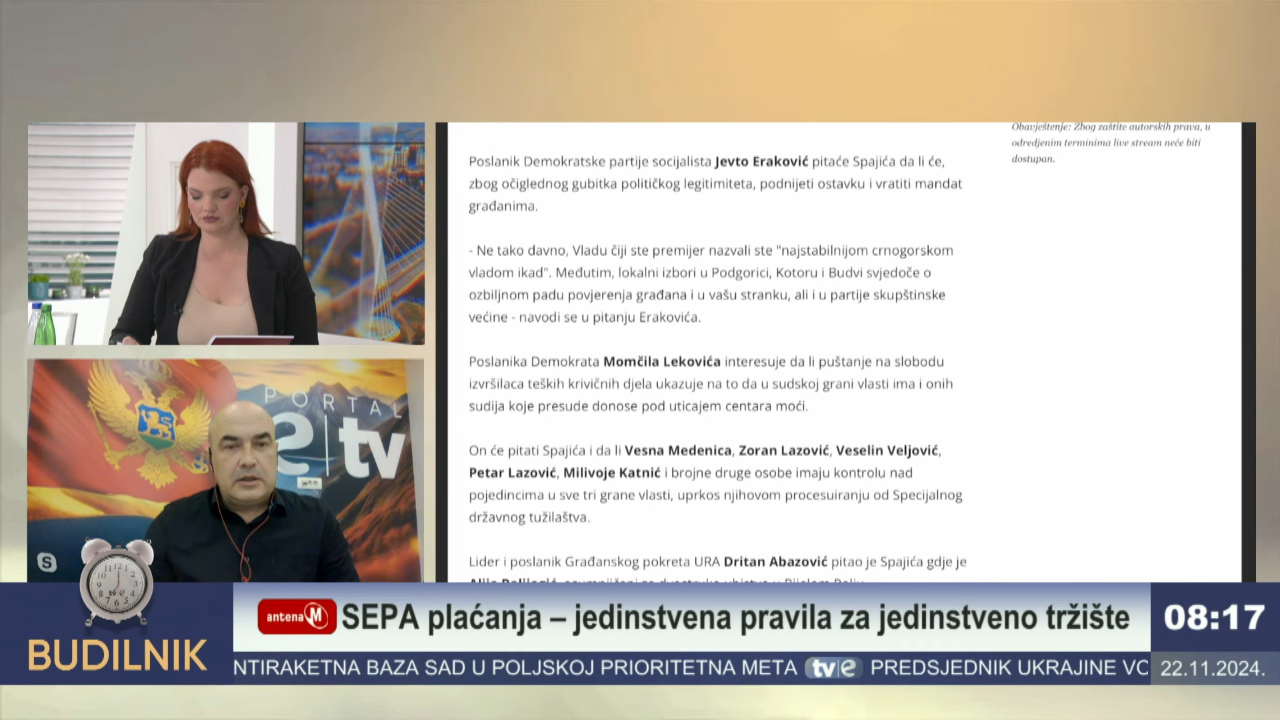 Obavještenje: Zbog zaštite autorskih prava, u
odredjenim terminima live stream neće biti
dostupan.
Poslanik Demokratske partije socijalista Jevto Eraković pitaće Spajića da li će,
zbog očiglednog gubitka političkog legitimiteta, podnijeti ostavku i vratiti mandat
građanima.
- Ne tako davno, Vladu čiji ste premijer nazvali ste "najstabilnijom crnogorskom
vladom ikad". Međutim, lokalni izbori u Podgorici, Kotoru i Budvi svjedoče o
ozbiljnom padu povjerenja građana i u vašu stranku, ali i u partije skupštinske
većine - navodi se u pitanju Erakovića.
Poslanika Demokrata Momčila Lekovića interesuje da li puštanje na slobodu
izvršilaca teških krivičnih djela ukazuje na to da u sudskoj grani vlasti ima i onih
sudija koje presude donose pod uticajem centara moći.
On će pitati Spajića i da li Vesna Medenica, Zoran Lazović, Veselin Veljović,
Petar Lazović, Milivoje Katnić i brojne druge osobe imaju kontrolu nad
pojedincima u sve tri grane vlasti, uprkos njihovom procesuiranju od Specijalnog
državnog tužilaštva.
Lider i poslanik Građanskog pokreta URA Dritan Abazović pitao je Spajića gdje je
PORTAL
e|tv
BUDILNIK
antena M
SEPA plaćanja – jedinstvena pravila za jedinstveno tržište
08:17
NTIRAKETNA BAZA SAD U POLJSKOJ PRIORITETNA META tv|e PREDSJEDNIK UKRAJINE VO
22.11.2024.